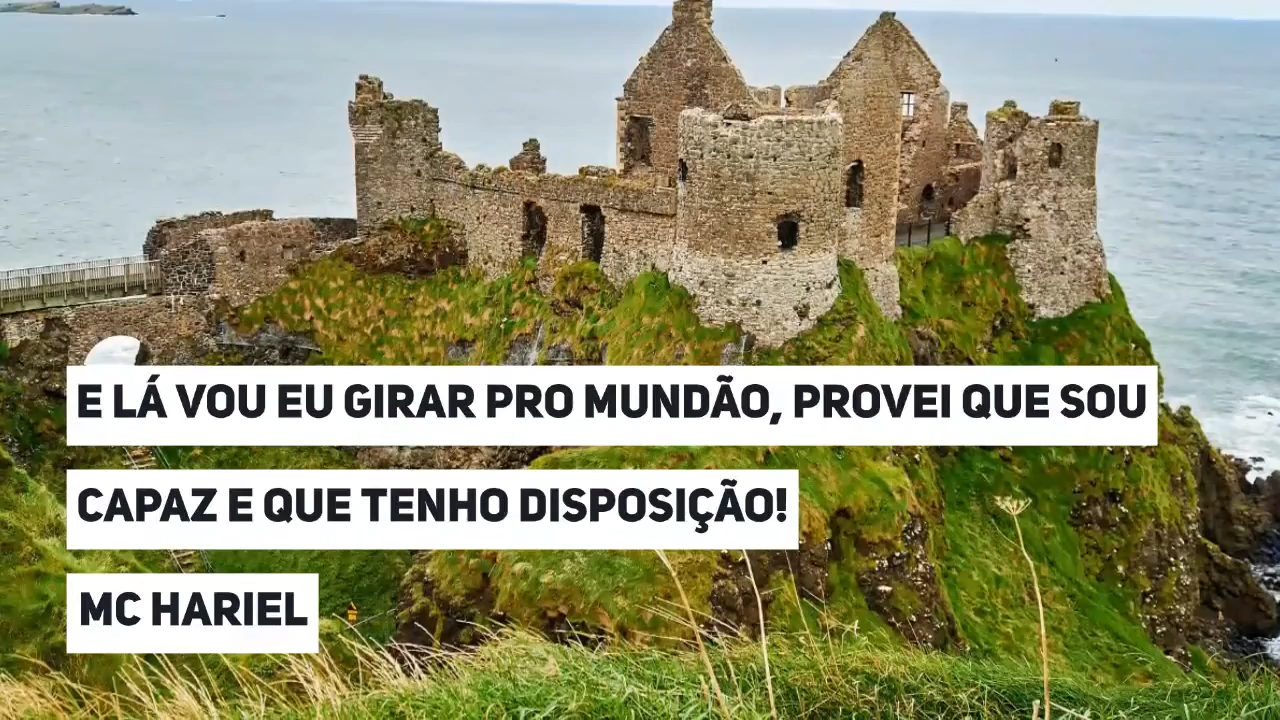 E LÁ VOU EU GIRAR PRO MUNDÃO, PROVEI QUE SOU
CAPAZ E QUE TENHO DISPOSIÇÃO!
MC HARIEL